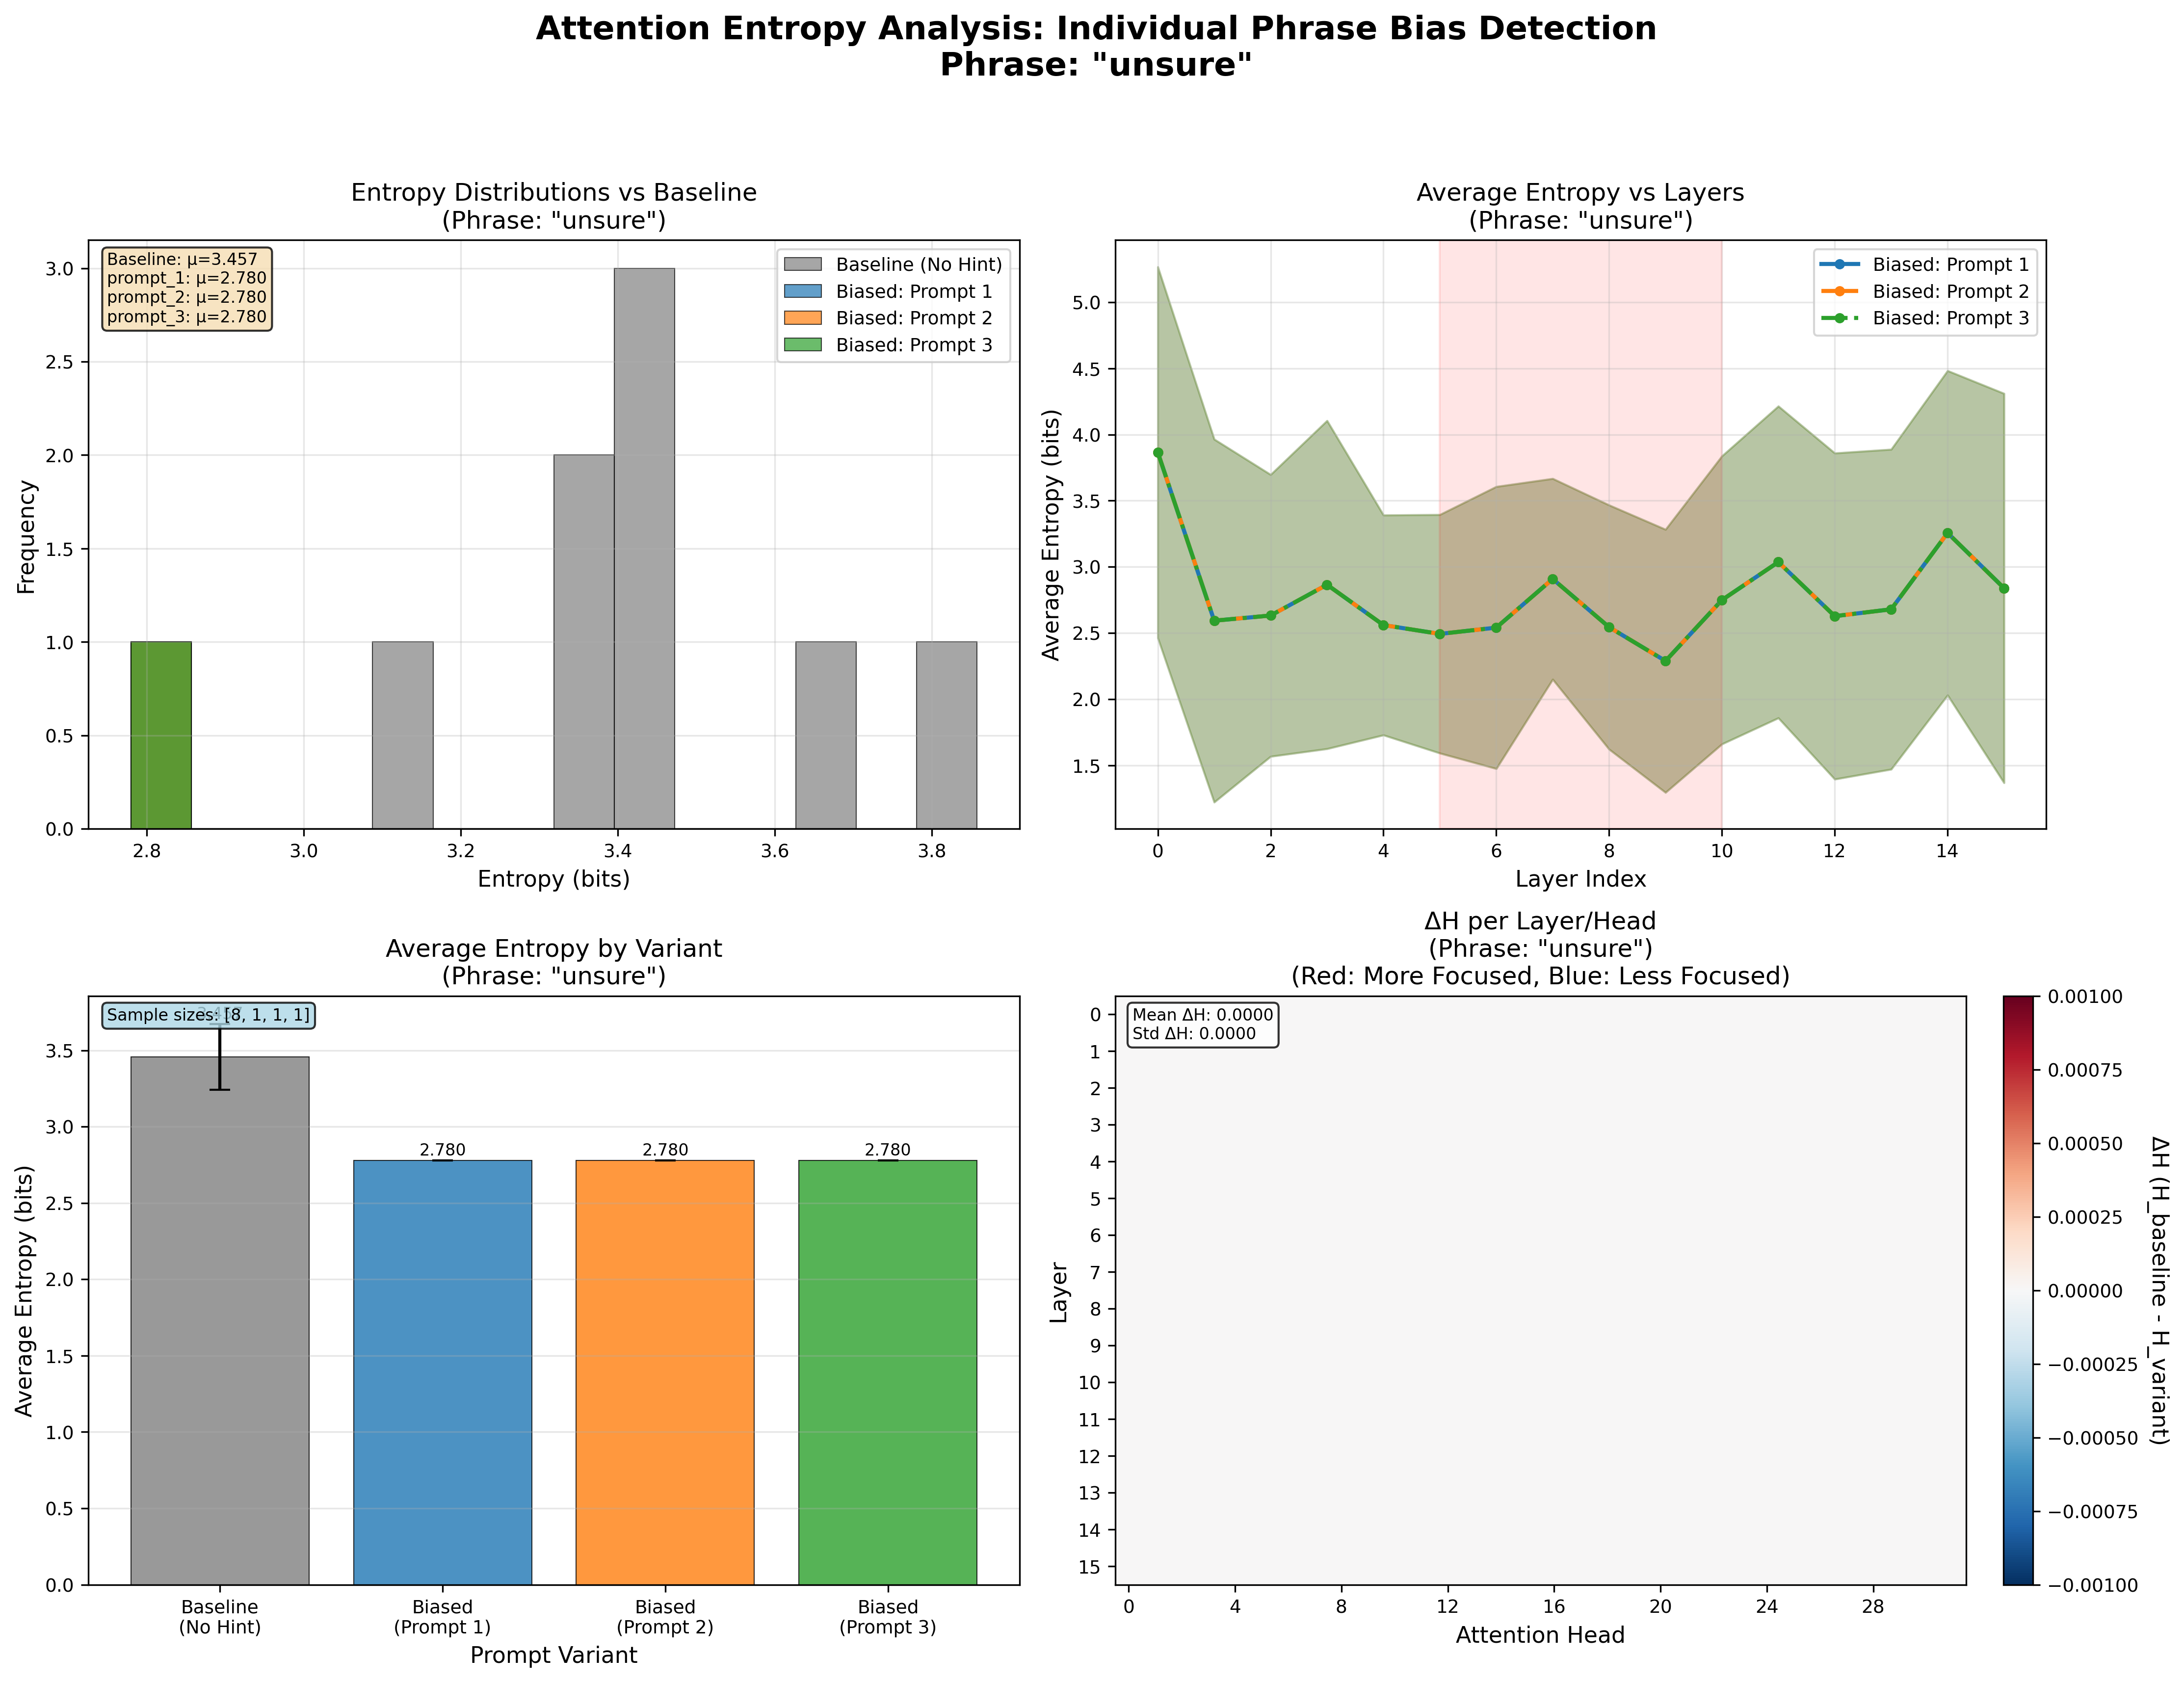 Attention Entropy Analysis: Individual Phrase Bias Detection
Phrase: "unsure"
Entropy Distributions vs Baseline
(Phrase: "unsure")
Baseline: μ=3.457
prompt_1: μ=2.780
prompt_2: μ=2.780
prompt_3: μ=2.780
Baseline (No Hint)
Biased: Prompt 1
Biased: Prompt 2
Biased: Prompt 3
3.0
2.5
2.0
1.5
1.0
0.5
0.0
Frequency
2.8
3.0
3.2
3.4
3.6
3.8
Entropy (bits)
Average Entropy vs Layers
(Phrase: "unsure")
Biased: Prompt 1
Biased: Prompt 2
Biased: Prompt 3
5.0
4.5
4.0
3.5
3.0
2.5
2.0
1.5
Average Entropy (bits)
0
2
4
6
8
10
12
14
Layer Index
Average Entropy by Variant
(Phrase: "unsure")
Sample sizes: [8, 1, 1, 1]
2.780
2.780
2.780
3.5
3.0
2.5
2.0
1.5
1.0
0.5
0.0
Average Entropy (bits)
Baseline
(No Hint)
Biased
(Prompt 1)
Biased
(Prompt 2)
Biased
(Prompt 3)
Prompt Variant
ΔH per Layer/Head
(Phrase: "unsure")
(Red: More Focused, Blue: Less Focused)
Mean ΔH: 0.0000
Std ΔH: 0.0000
0
1
2
3
4
5
6
7
8
9
10
11
12
13
14
15
Layer
0
4
8
12
16
20
24
28
Attention Head
0.00100
0.00075
0.00050
0.00025
0.00000
−0.00025
−0.00050
−0.00075
−0.00100
ΔH (H_baseline - H_variant)